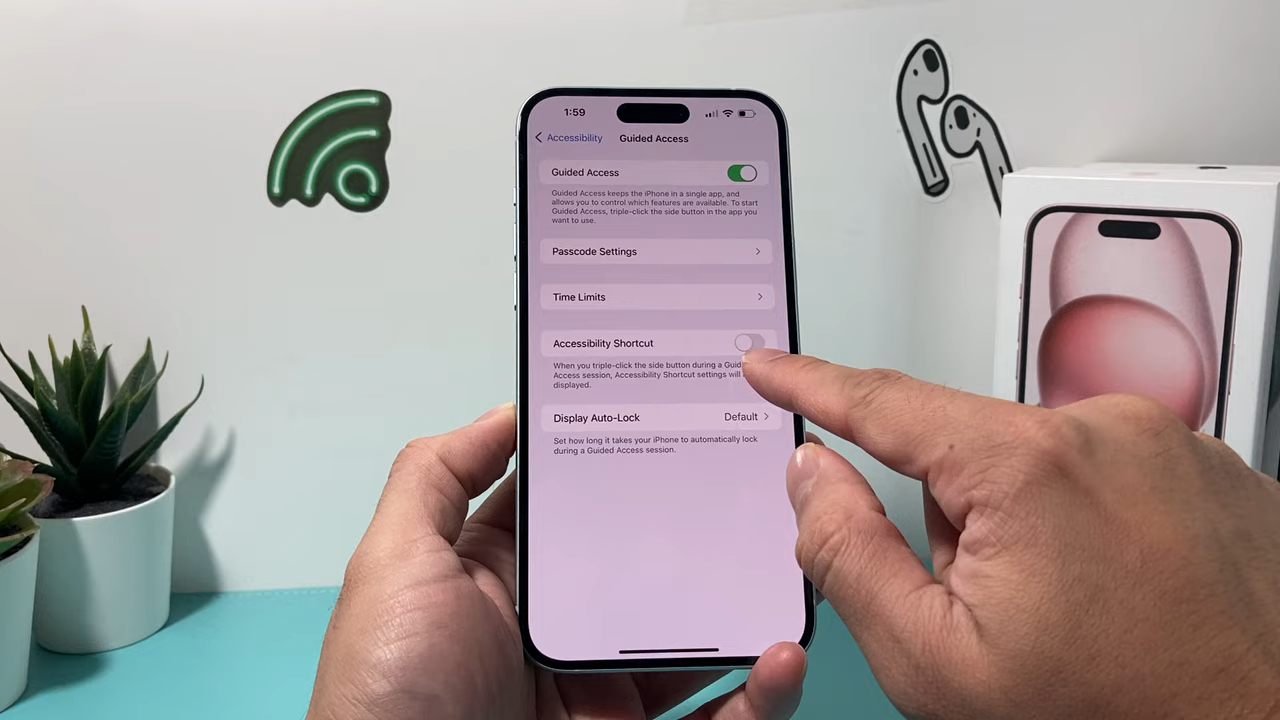 1:59
Accessibility Guided Access
Guided Access
Guided Access keeps the iPhone in a single app, and
allows you to control which features are available. To start
Guided Access, triple-click the side button in the app you
want to use.
Passcode Settings
Time Limits
Accessibility Shortcut
When you triple-click the side button during a
Access session, Accessibility Shortcut settings will
displayed.
Display Auto-Lock Default
Set how long it takes your iPhone to automatically lock
during a Guided Access session.